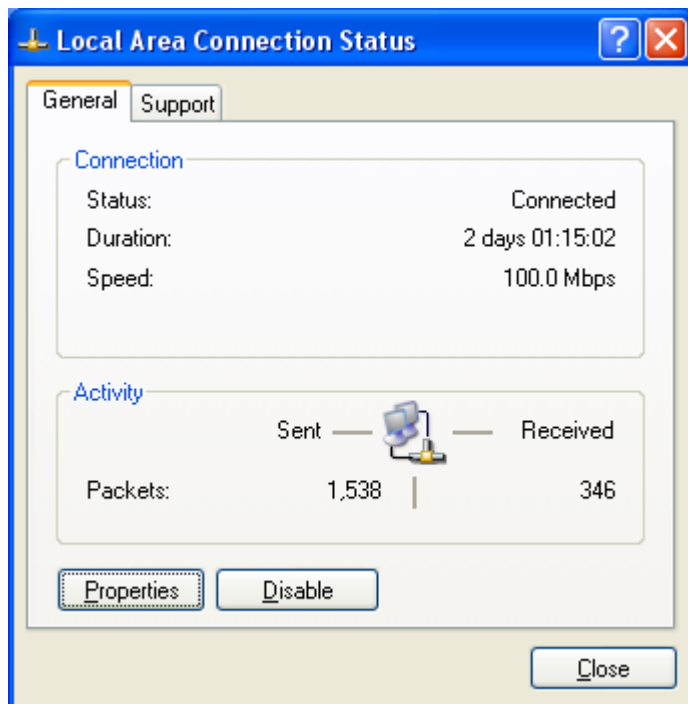 Local Area Connection Status
General Support
Connection
Status: Connected
Duration: 2 days 01:15:02
Speed: 100.0 Mbps
Activity
Sent Received
Packets: 1,538 346
Properties Disable
Close